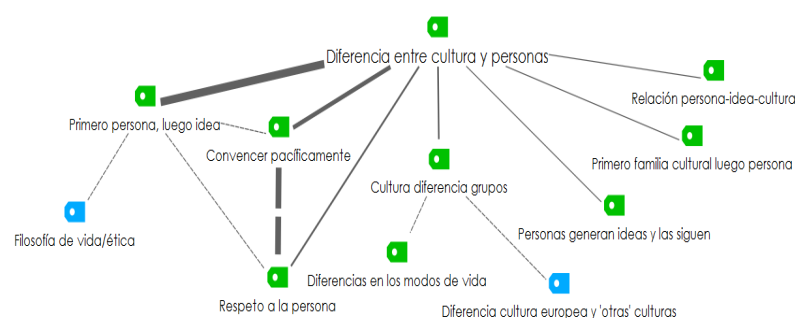 Diferencia entre cultura y personas
Relación persona-idea-cultura
Primero persona, luego idea
Convencer pacíficamente
Primero familia cultural luego persona
Cultura diferencia grupos
Personas generan ideas y las siguen
Filosofía de vida/ética
Diferencias en los modos de vida
Respeto a la persona
Diferencia cultura europea y 'otras' culturas